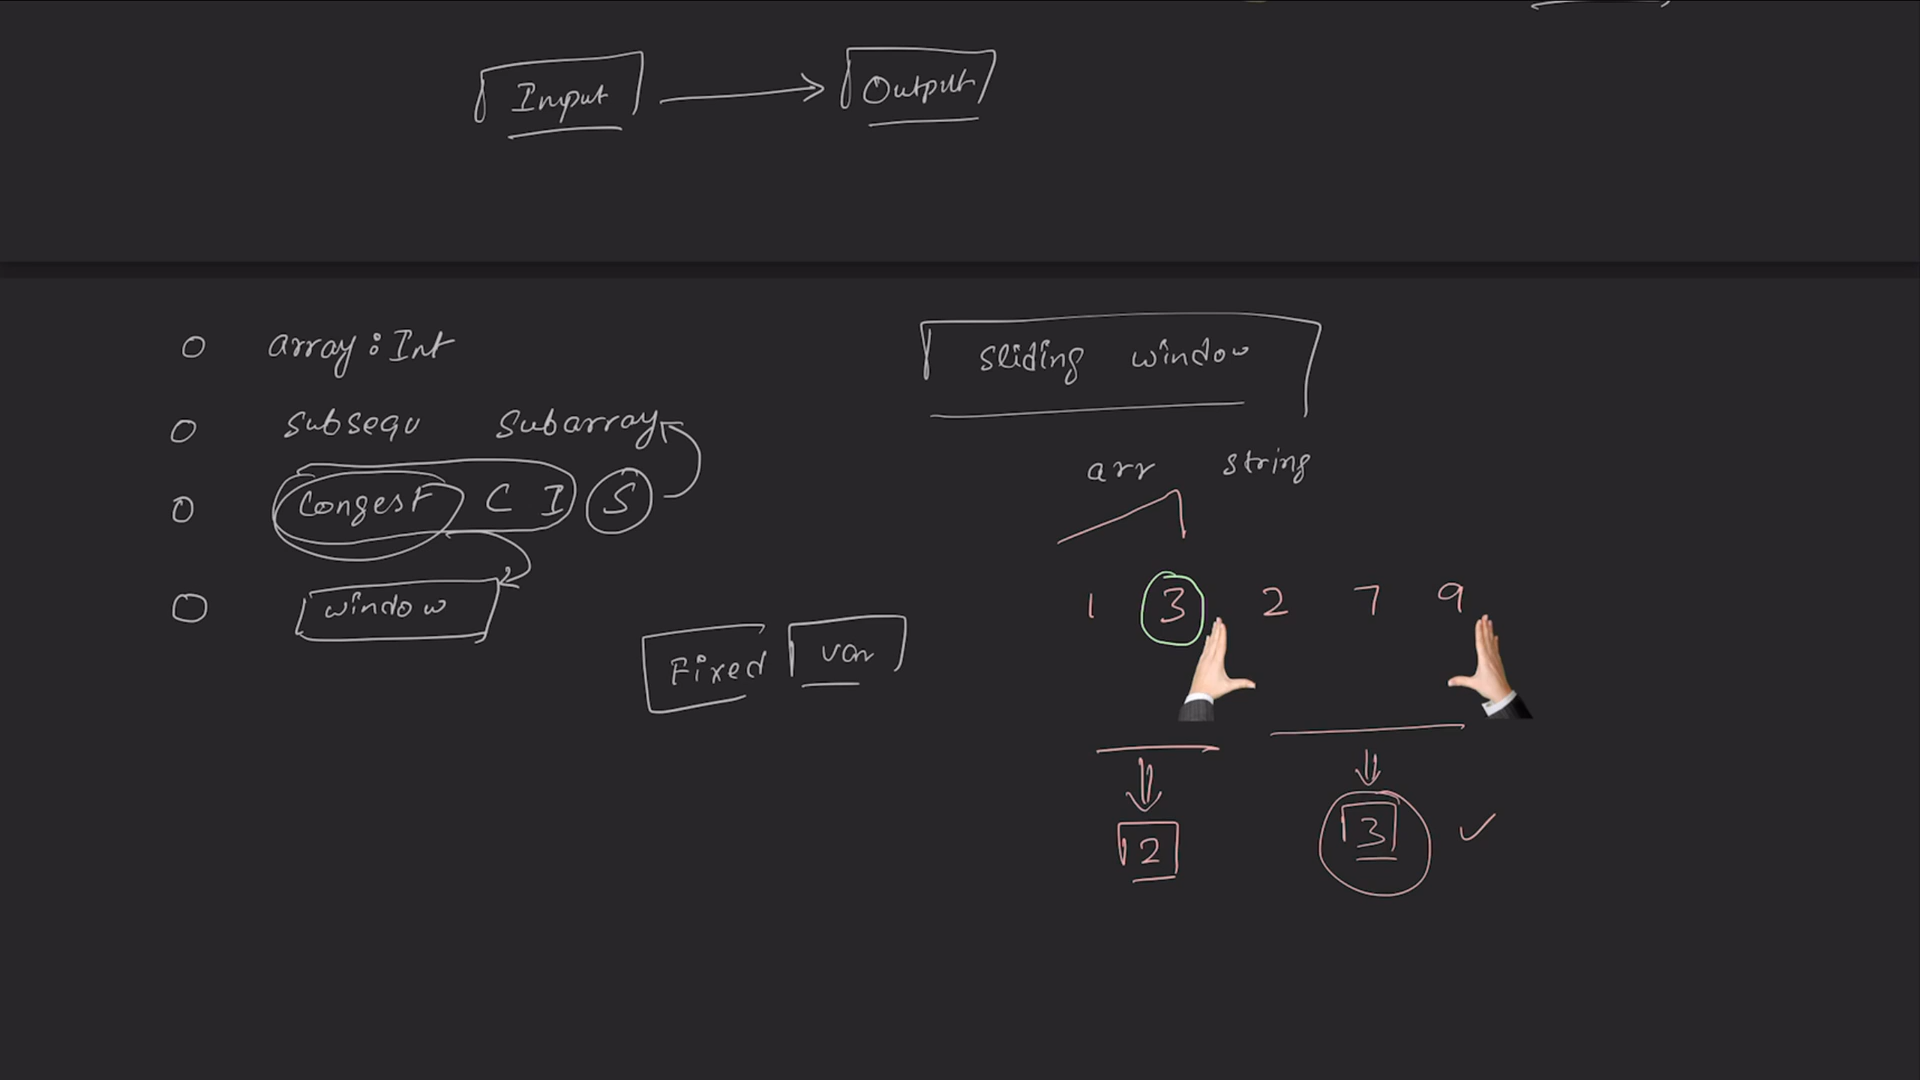 Input Output
array : Int
subsequ Subarray
Longest C I S
window
Fixed var
sliding window
arr string
1 3 2 7 9
2 3